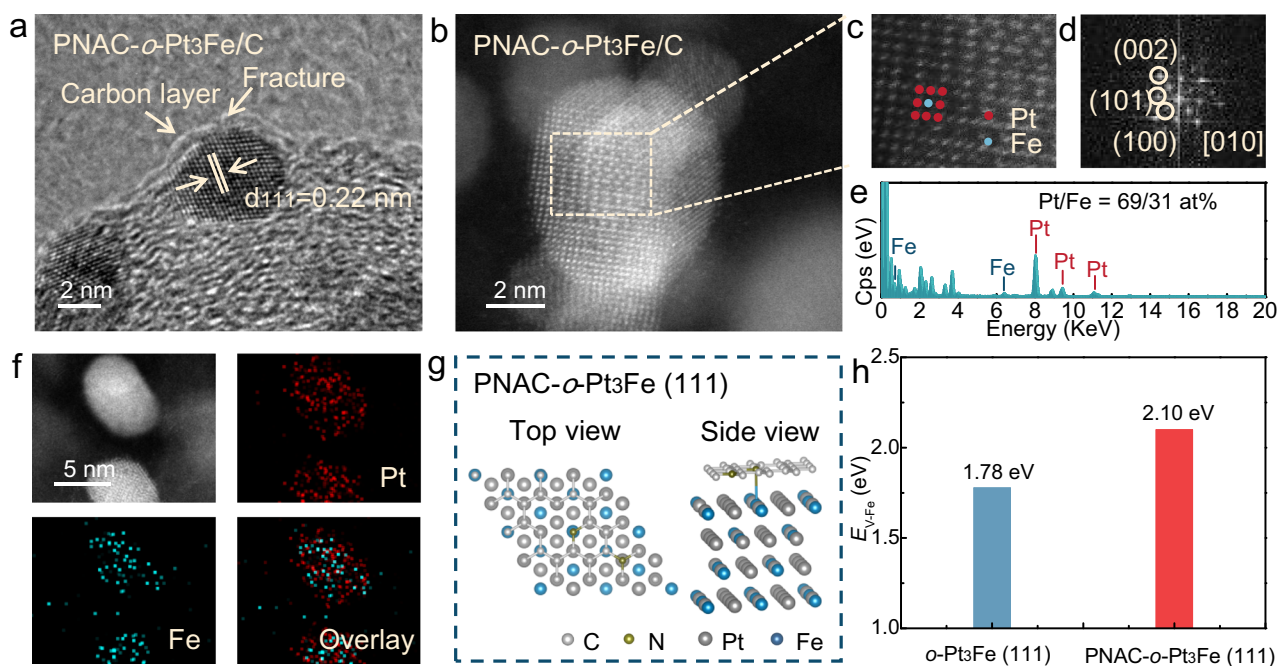 a
PNAC-o-Pt3Fe/C
Fracture
Carbon layer
d111=0.22 nm
2 nm
b
PNAC-o-Pt3Fe/C
2 nm
c
Pt
Fe
d
(002)
(101)
(100)
[010]
e
Pt/Fe = 69/31 at%
Cps (eV)
Fe
Fe
Pt
Pt
Pt
0 2 4 6 8 10 12 14 16 18 20
Energy (KeV)
f
5 nm
Pt
Fe
Overlay
g
PNAC-o-Pt3Fe (111)
Top view
Side view
C N Pt Fe
h
2.5
2.0
1.5
1.0
EV-Fe (eV)
1.78 eV
2.10 eV
o-Pt3Fe (111)
PNAC-o-Pt3Fe (111)